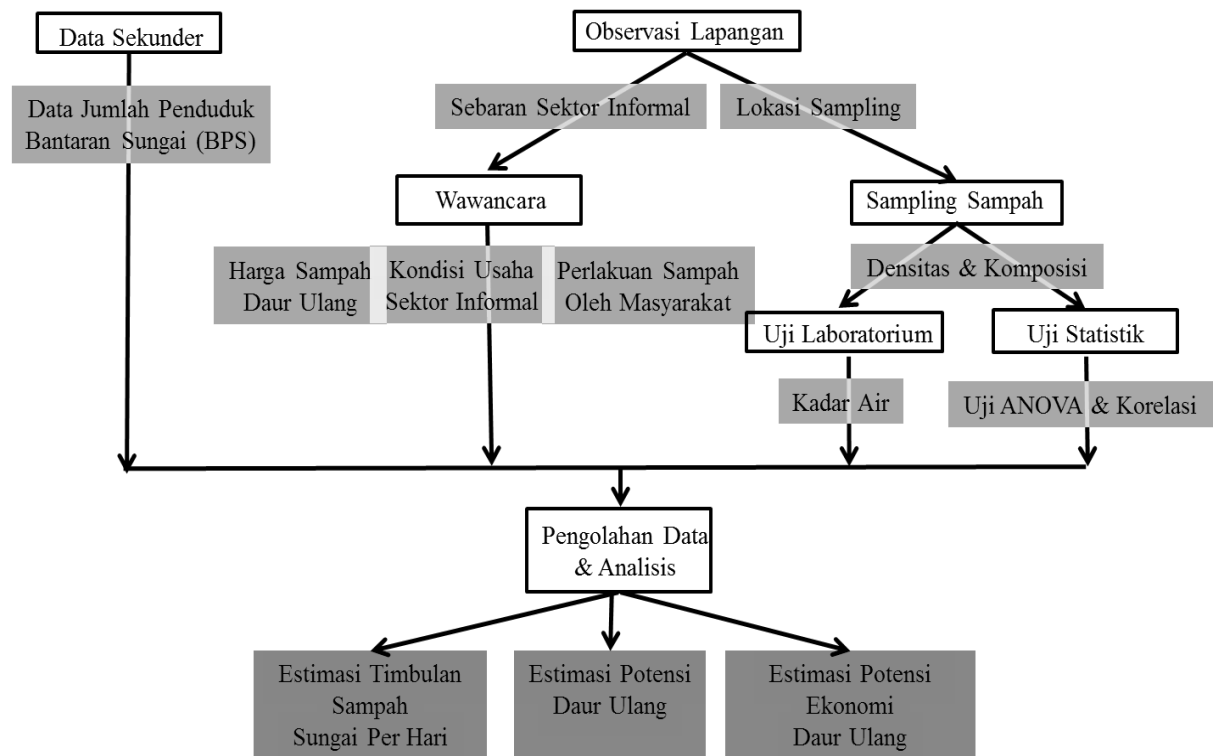 Data Sekunder
Observasi Lapangan
Data Jumlah Penduduk
Bantaran Sungai (BPS)
Sebaran Sektor Informal
Lokasi Sampling
Wawancara
Sampling Sampah
Harga Sampah
Daur Ulang
Kondisi Usaha
Sektor Informal
Perlakuan Sampah
Oleh Masyarakat
Densitas & Komposisi
Uji Laboratorium
Uji Statistik
Kadar Air
Uji ANOVA & Korelasi
Pengolahan Data
& Analisis
Estimasi Timbulan
Sampah
Sungai Per Hari
Estimasi Potensi
Daur Ulang
Estimasi Potensi
Ekonomi
Daur Ulang